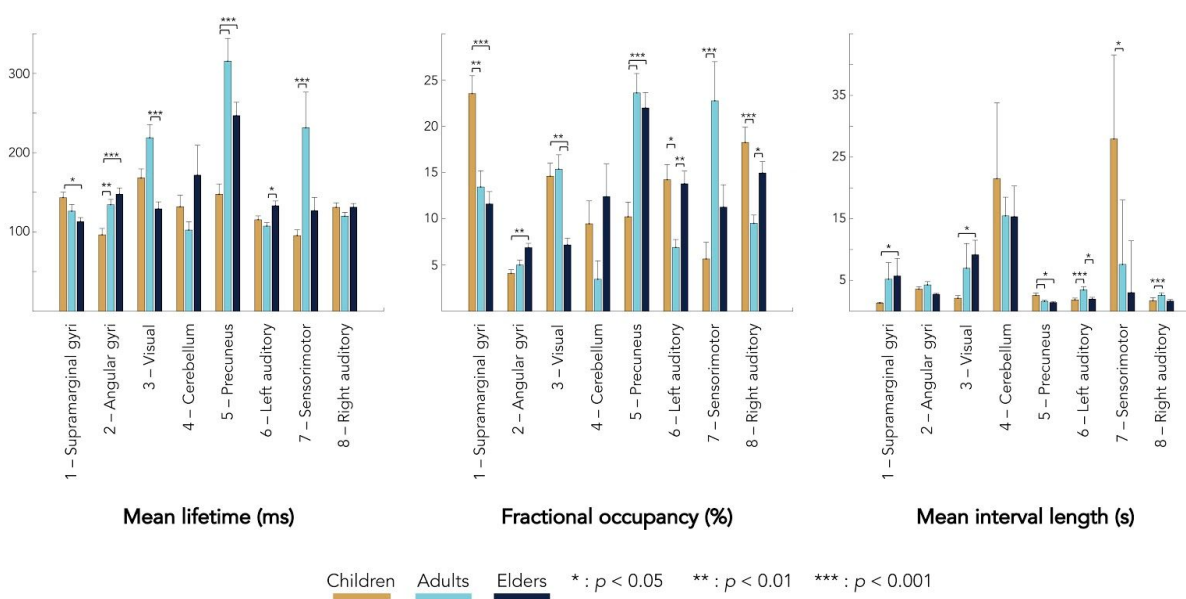 300
200
100
***
***
***
***
**
*
*
1 – Supramarginal gyri
2 – Angular gyri
3 – Visual
4 – Cerebellum
5 – Precuneus
6 – Left auditory
7 – Sensorimotor
8 – Right auditory
Mean lifetime (ms)
25
20
15
10
5
***
**
**
**
***
*
**
***
***
*
1 – Supramarginal gyri
2 – Angular gyri
3 – Visual
4 – Cerebellum
5 – Precuneus
6 – Left auditory
7 – Sensorimotor
8 – Right auditory
Fractional occupancy (%)
35
25
15
5
*
*
*
***
*
*
***
1 – Supramarginal gyri
2 – Angular gyri
3 – Visual
4 – Cerebellum
5 – Precuneus
6 – Left auditory
7 – Sensorimotor
8 – Right auditory
Mean interval length (s)
Children Adults Elders * : p < 0.05 ** : p < 0.01 *** : p < 0.001